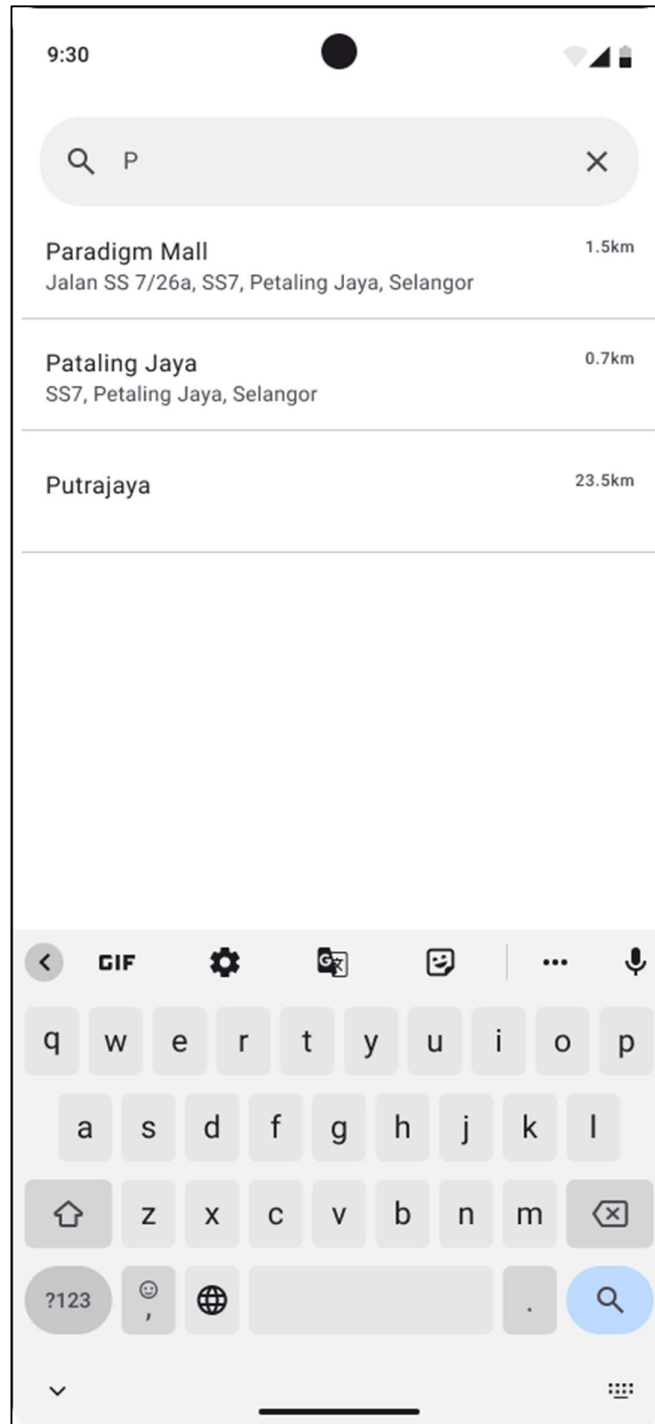 9:30
P
Paradigm Mall 1.5km
Jalan SS 7/26a, SS7, Petaling Jaya, Selangor
Pataling Jaya 0.7km
SS7, Petaling Jaya, Selangor
Putrajaya 23.5km
GIF
q w e r t y u i o p
a s d f g h j k l
z x c v b n m
?123 , .